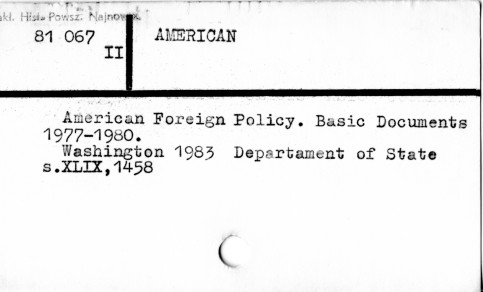 Hist. Powsz. Najnow
81 067
II
AMERICAN
American Foreign Policy. Basic Documents
1977-1980.
Washington 1983 Departament of State
s.XLIX,1458